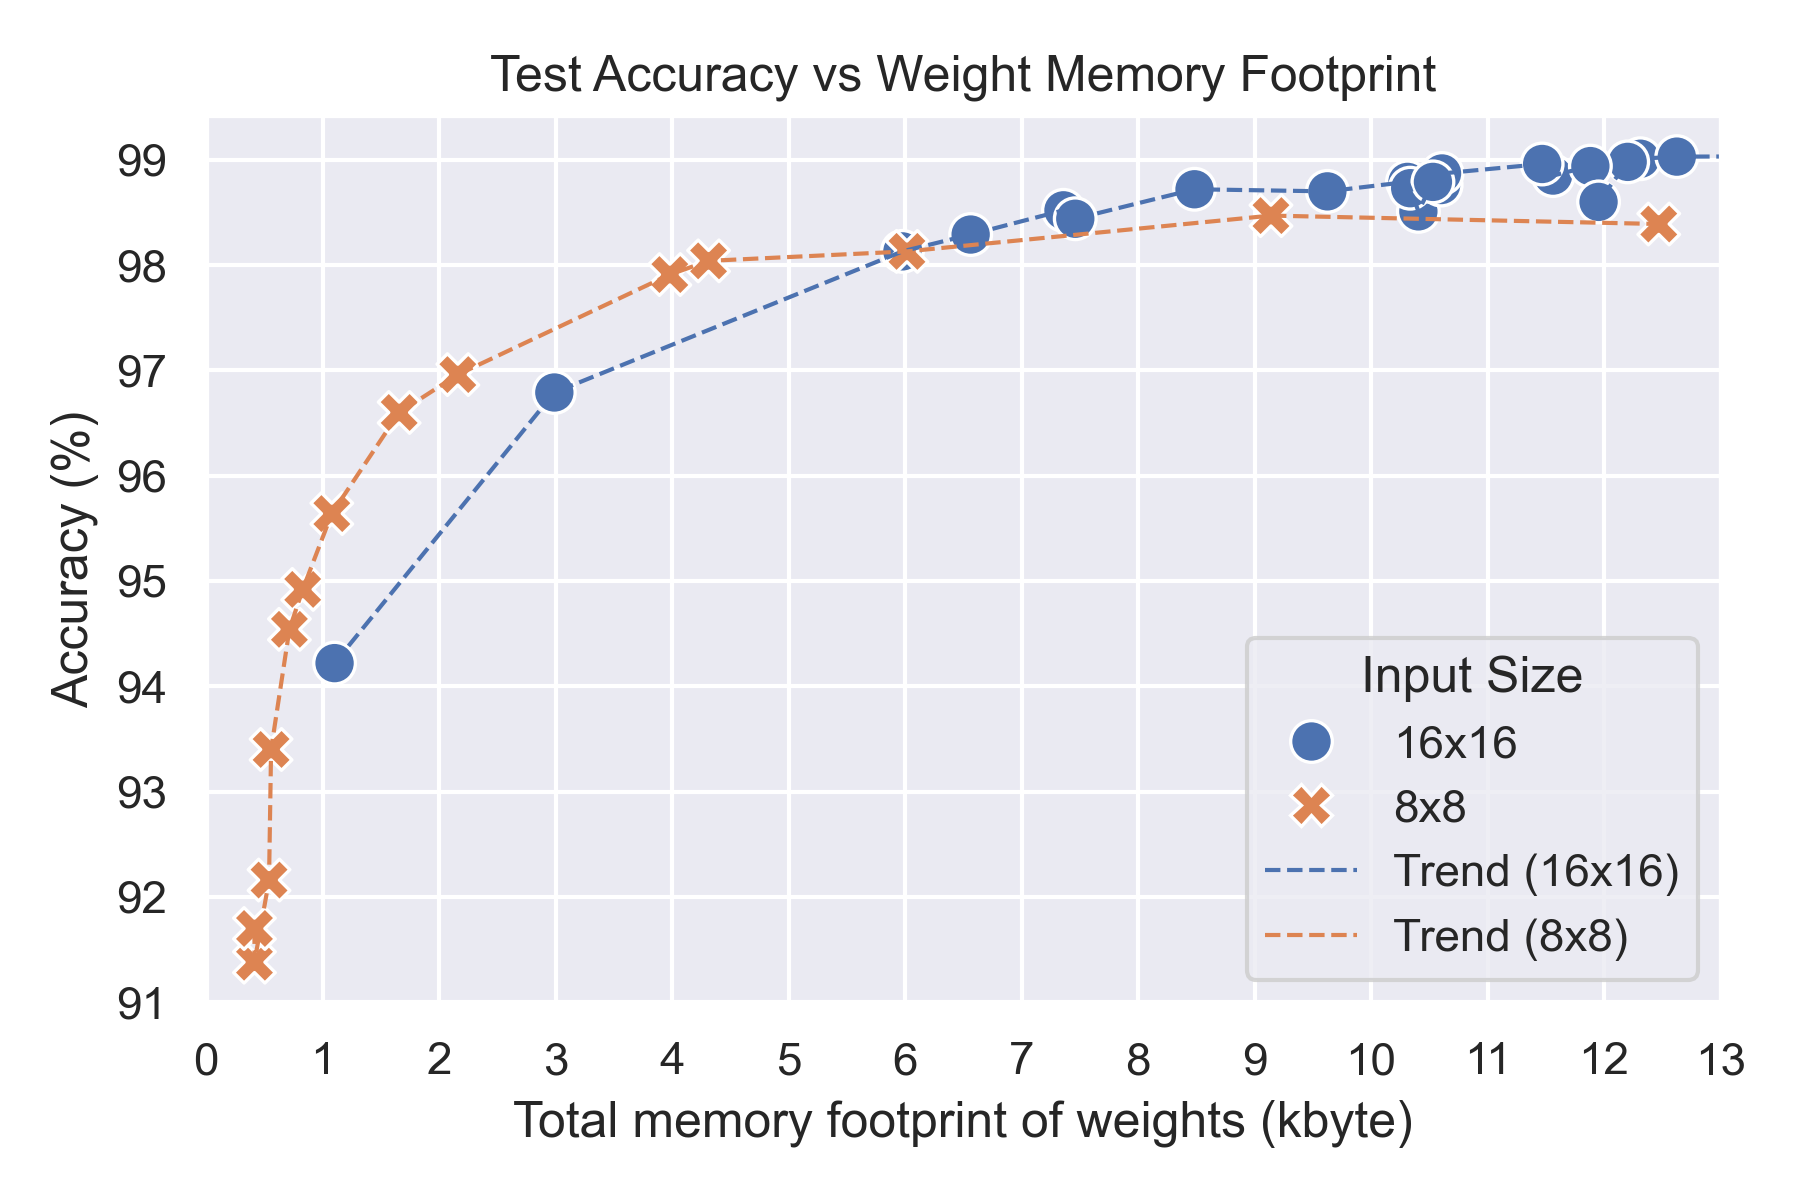 Test Accuracy vs Weight Memory Footprint
99
98
97
96
95
94
93
92
91
Accuracy (%)
Input Size
16x16
8x8
Trend (16x16)
Trend (8x8)
0 1 2 3 4 5 6 7 8 9 10 11 12 13
Total memory footprint of weights (kbyte)